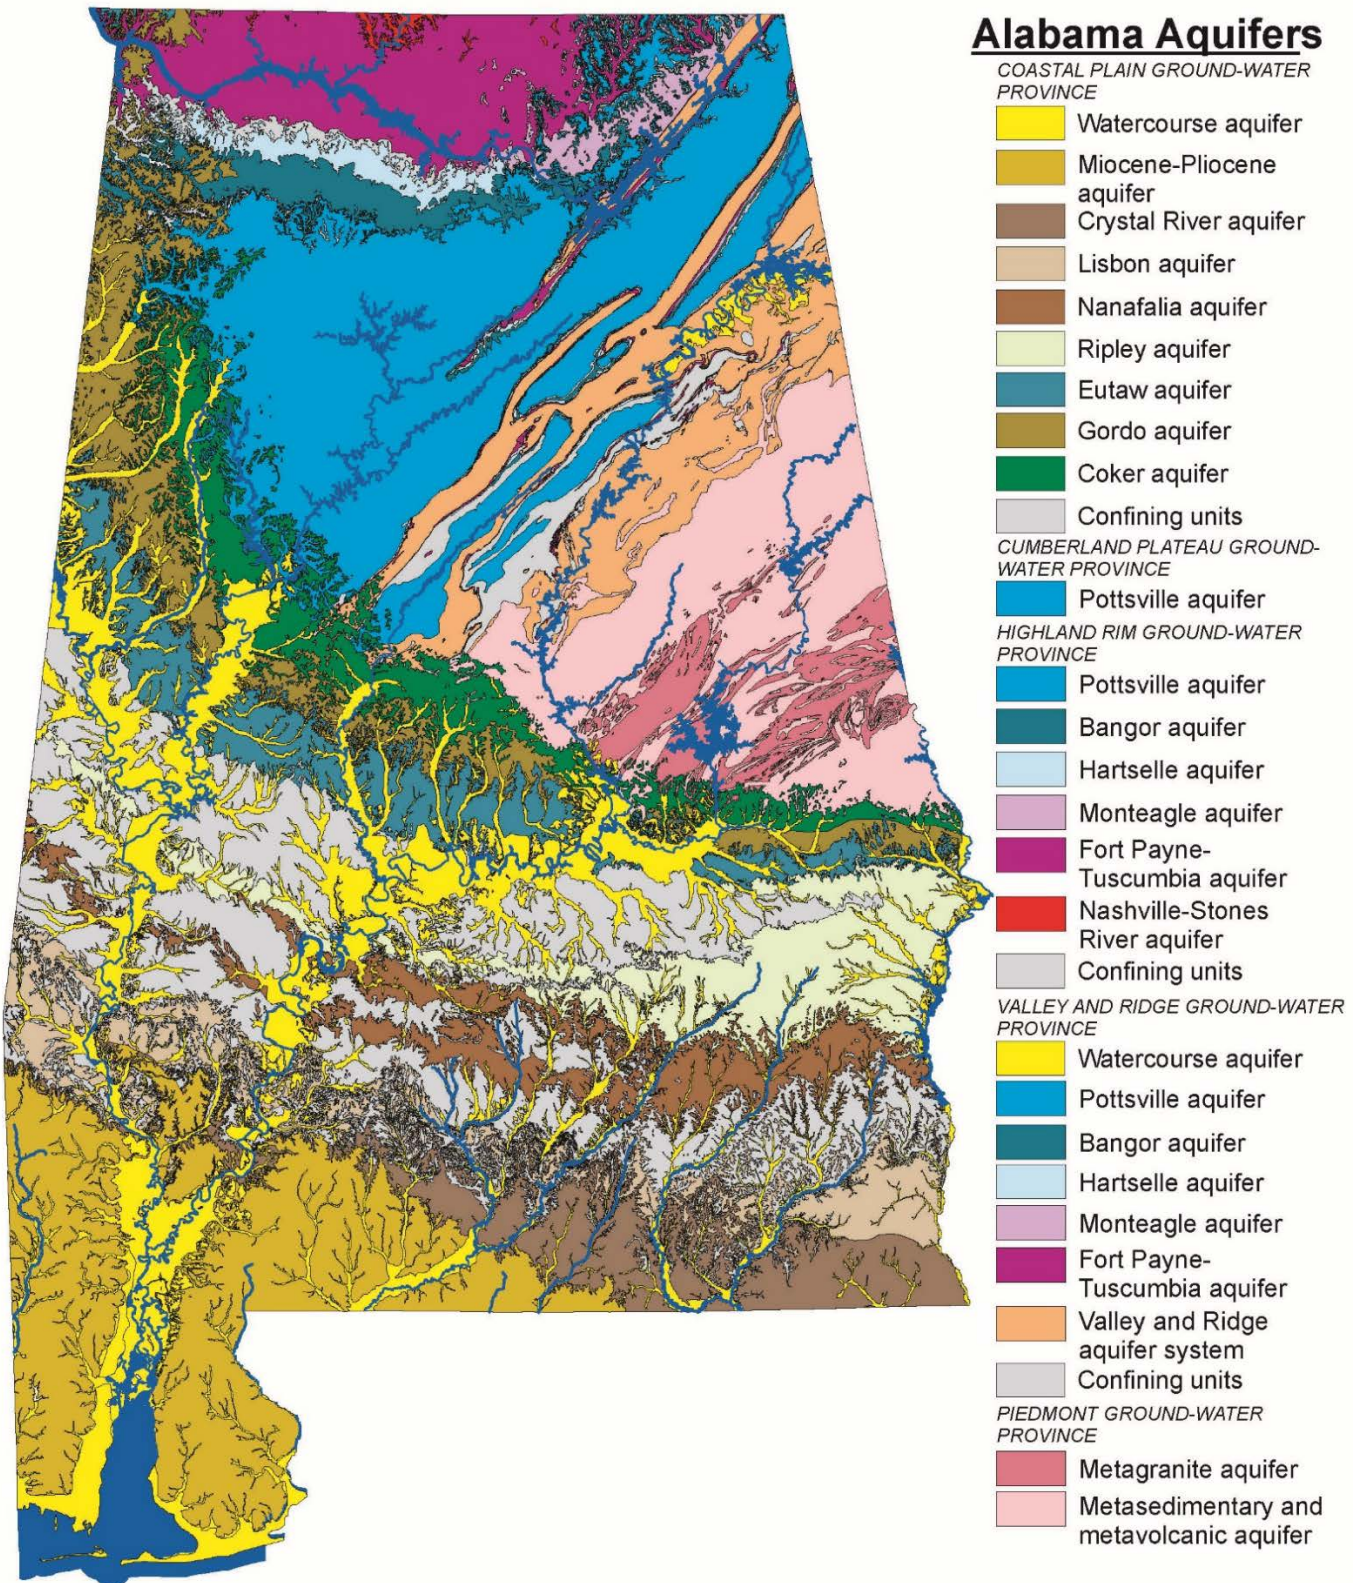 Alabama Aquifers
COASTAL PLAIN GROUND-WATER
PROVINCE
Watercourse aquifer
Miocene-Pliocene
aquifer
Crystal River aquifer
Lisbon aquifer
Nanafalia aquifer
Ripley aquifer
Eutaw aquifer
Gordo aquifer
Coker aquifer
Confining units
CUMBERLAND PLATEAU GROUND-
WATER PROVINCE
Pottsville aquifer
HIGHLAND RIM GROUND-WATER
PROVINCE
Pottsville aquifer
Bangor aquifer
Hartselle aquifer
Monteagle aquifer
Fort Payne-
Tuscumbia aquifer
Nashville-Stones
River aquifer
Confining units
VALLEY AND RIDGE GROUND-WATER
PROVINCE
Watercourse aquifer
Pottsville aquifer
Bangor aquifer
Hartselle aquifer
Monteagle aquifer
Fort Payne-
Tuscumbia aquifer
Valley and Ridge
aquifer system
Confining units
PIEDMONT GROUND-WATER
PROVINCE
Metagranite aquifer
Metasedimentary and
metavolcanic aquifer